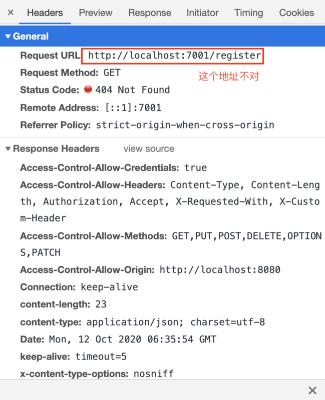 × Headers Preview Response Initiator Timing Cookies
▼ General
Request URL: http://localhost:7001/register
Request Method: GET
这个地址不对
Status Code: 404 Not Found
Remote Address: [::1]:7001
Referrer Policy: strict-origin-when-cross-origin
▼ Response Headers view source
Access-Control-Allow-Credentials: true
Access-Control-Allow-Headers: Content-Type, Content-Leng
th, Authorization, Accept, X-Requested-With, X-Custo
m-Header
Access-Control-Allow-Methods: GET,PUT,POST,DELETE,OPTION
S,PATCH
Access-Control-Allow-Origin: http://localhost:8080
Connection: keep-alive
content-length: 23
content-type: application/json; charset=utf-8
Date: Mon, 12 Oct 2020 06:35:54 GMT
keep-alive: timeout=5
x-content-type-options: nosniff